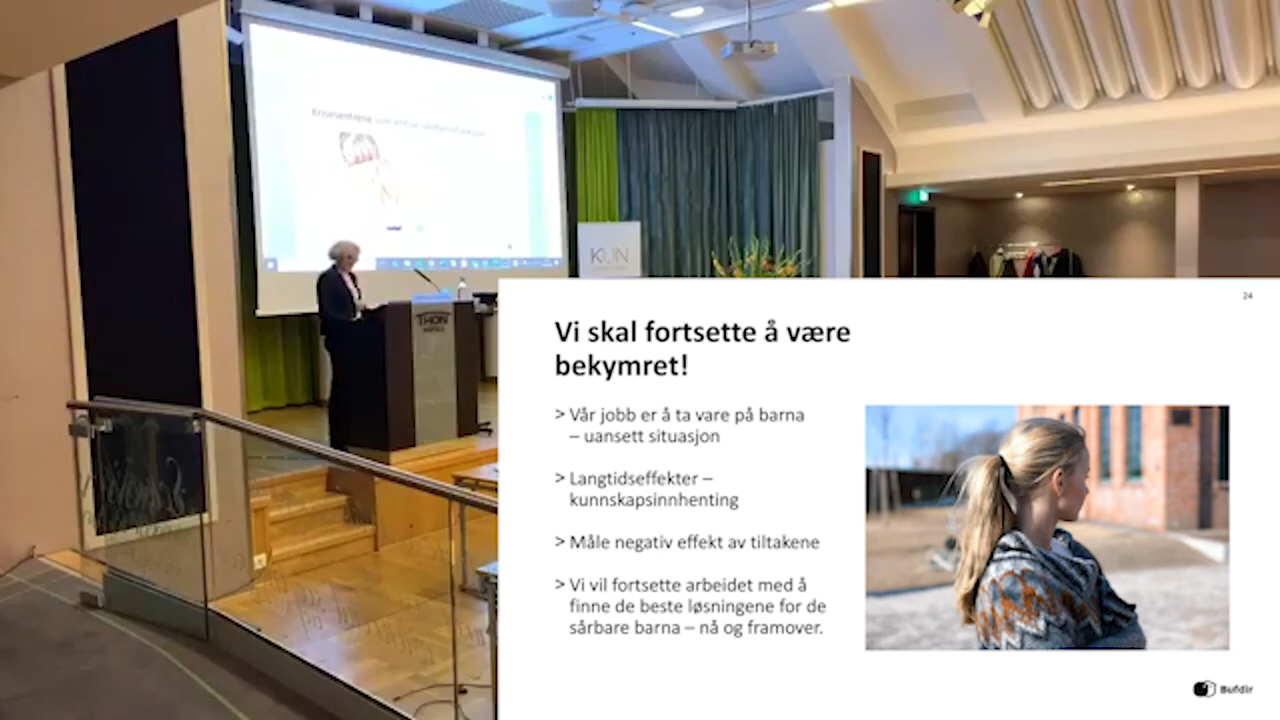 Krisesentrene
KUN
THON
HOTELS
24
Vi skal fortsette å være
bekymret!
> Vår jobb er å ta vare på barna
– uansett situasjon
> Langtidseffekter –
kunnskapsinnhenting
> Måle negativ effekt av tiltakene
> Vi vil fortsette arbeidet med å
finne de beste løsningene for de
sårbare barna – nå og framover.
Bufdir